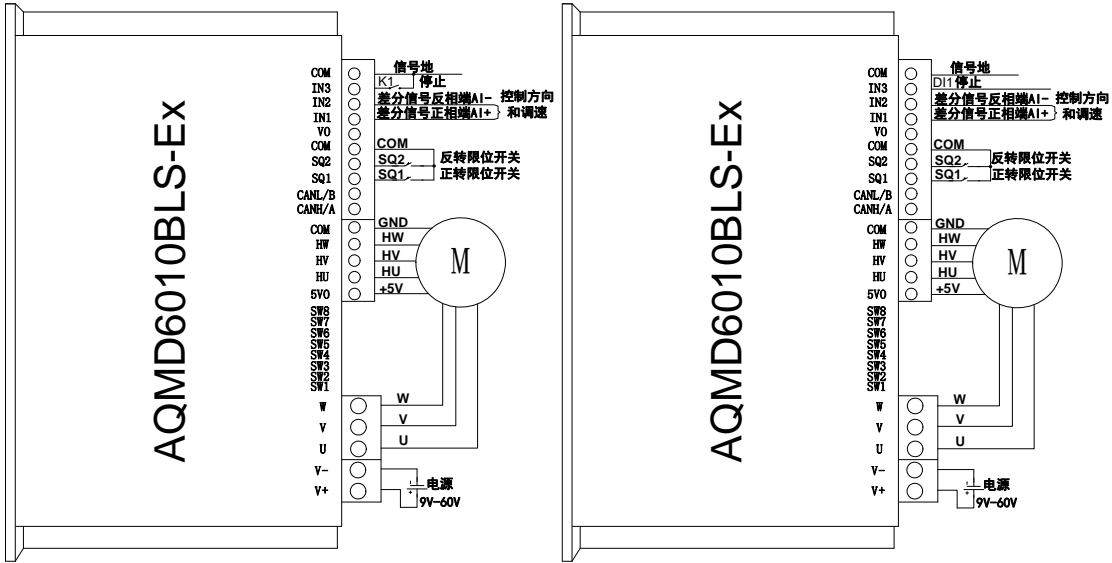 AQMD6010BLS-Ex
COM 信号地
IN3 K1 停止
IN2 差分信号反相端AI- 控制方向
IN1 差分信号正相端AI+ 和调速
VO
COM COM
SQ2 SQ2 反转限位开关
SQ1 SQ1 正转限位开关
CANL/B
CANH/A
COM GND
HW HW
HV HV
HU HU
5VO +5V
M
SW8
SW7
SW6
SW5
SW4
SW3
SW2
SW1
W W
V V
U U
V-
电源
V+
9V-60V
AQMD6010BLS-Ex
COM 信号地
IN3 DI1 停止
IN2 差分信号反相端AI- 控制方向
IN1 差分信号正相端AI+ 和调速
VO
COM COM
SQ2 SQ2 反转限位开关
SQ1 SQ1 正转限位开关
CANL/B
CANH/A
COM GND
HW HW
HV HV
HU HU
5VO +5V
M
SW8
SW7
SW6
SW5
SW4
SW3
SW2
SW1
W W
V V
U U
V-
电源
V+
9V-60V